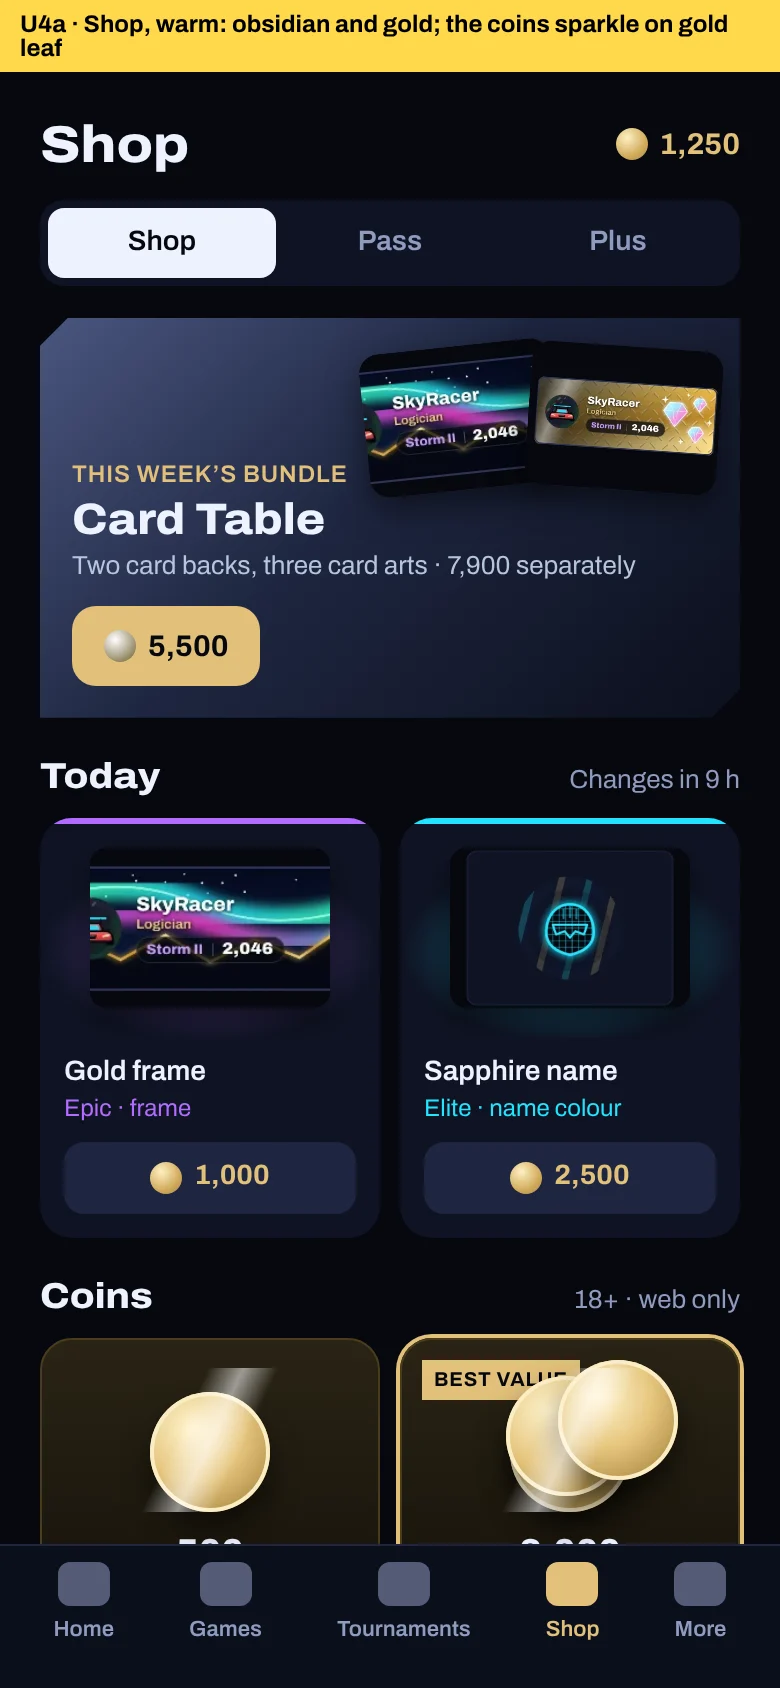 U4a · Shop, warm: obsidian and gold; the coins sparkle on gold
leaf
Shop
1,250
Shop Pass Plus
SkyRacer
Logician
Storm II | 2,046
SkyRacer
Logician
Storm II | 2,046
THIS WEEK’S BUNDLE
Card Table
Two card backs, three card arts · 7,900 separately
5,500
Today
Changes in 9 h
SkyRacer
Logician
Storm II | 2,046
Gold frame
Epic · frame
1,000
Sapphire name
Elite · name colour
2,500
Coins
18+ · web only
BEST VALUE
Home Games Tournaments Shop More